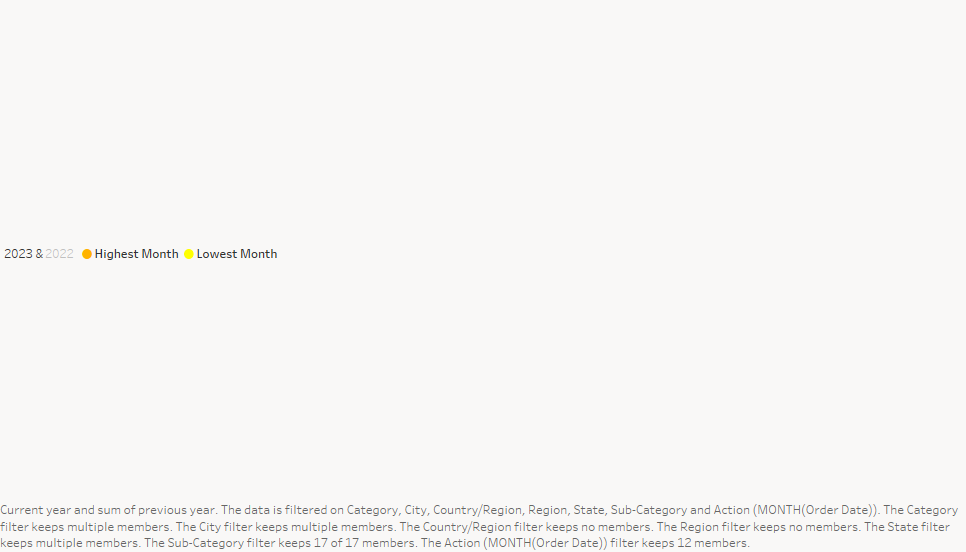 2023 & 2022 Highest Month Lowest Month
Current year and sum of previous year. The data is filtered on Category, City, Country/Region, Region, State, Sub-Category and Action (MONTH(Order Date)). The Category
filter keeps multiple members. The City filter keeps multiple members. The Country/Region filter keeps no members. The Region filter keeps no members. The State filter
keeps multiple members. The Sub-Category filter keeps 17 of 17 members. The Action (MONTH(Order Date)) filter keeps 12 members.